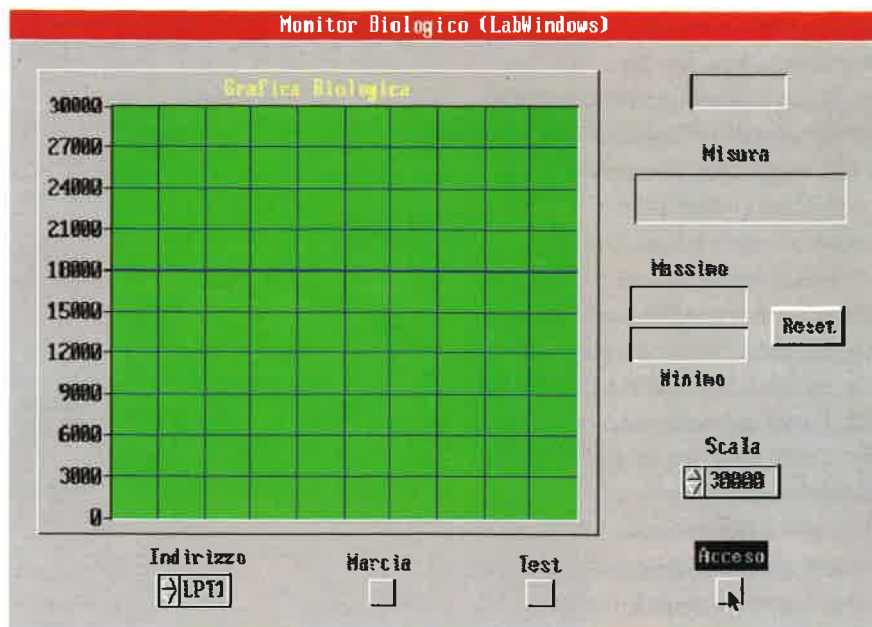 Monitor Biologico (LabWindows)
Grafica Biologica
30000
27000
24000
21000
18000
15000
12000
9000
6000
3000
0
Misura
Massimo
Reset
Minimo
Scala
30000
Indirizzo
LPT1
Marcia
Test
Acceso